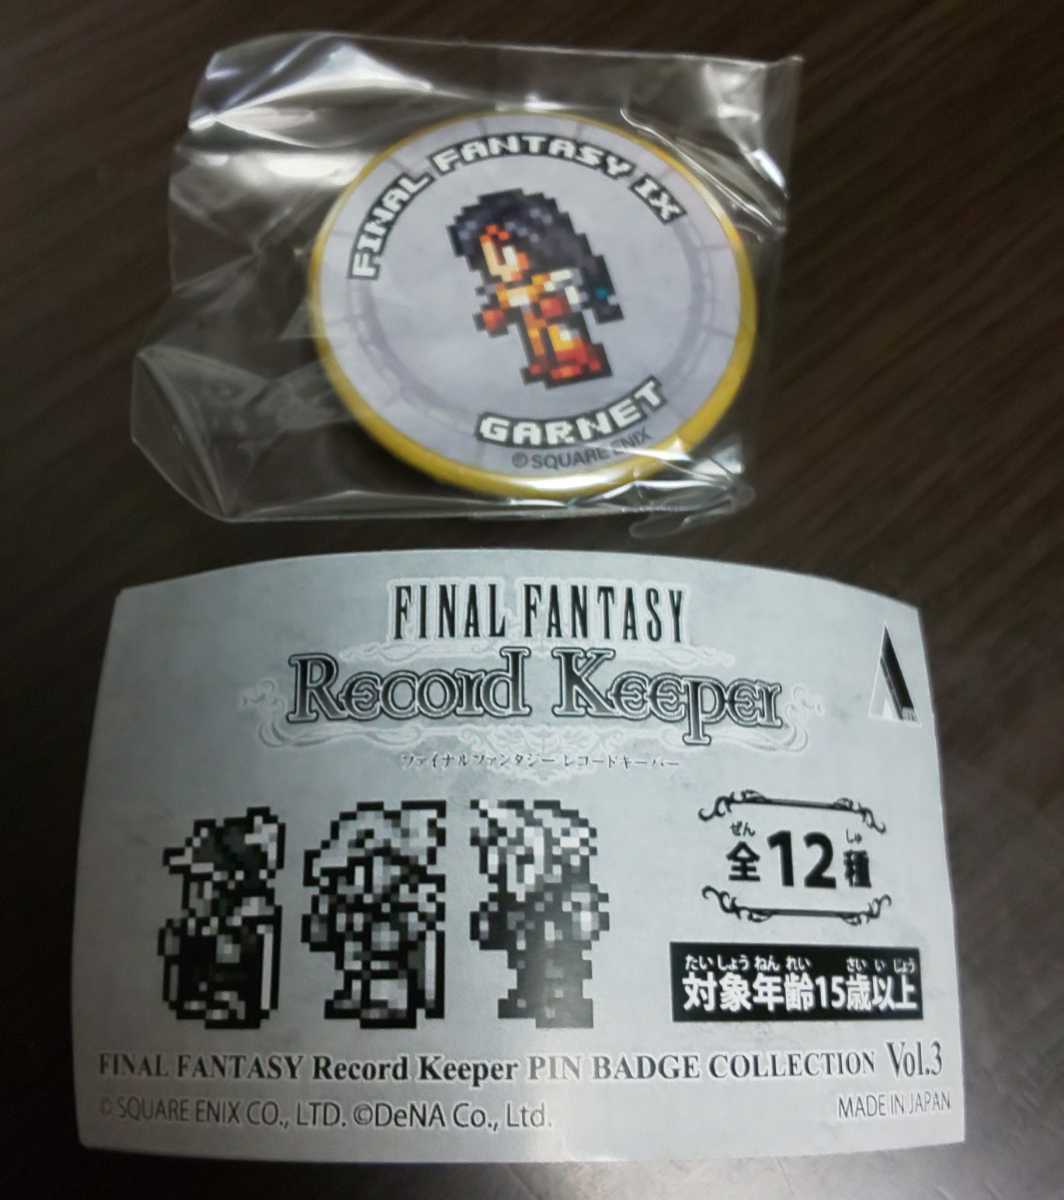 FINAL FANTASY IX
GARNET
©SQUARE ENIX
FINAL FANTASY
Record Keeper
ファイナルファンタジー レコードキーパー
ぜん しゅ
全12種
たいしょうねんれい さいいじょう
対象年齢15歳以上
FINAL FANTASY Record Keeper PIN BADGE COLLECTION Vol.3
©SQUARE ENIX CO., LTD. ©DeNA Co., Ltd.
MADE IN JAPAN